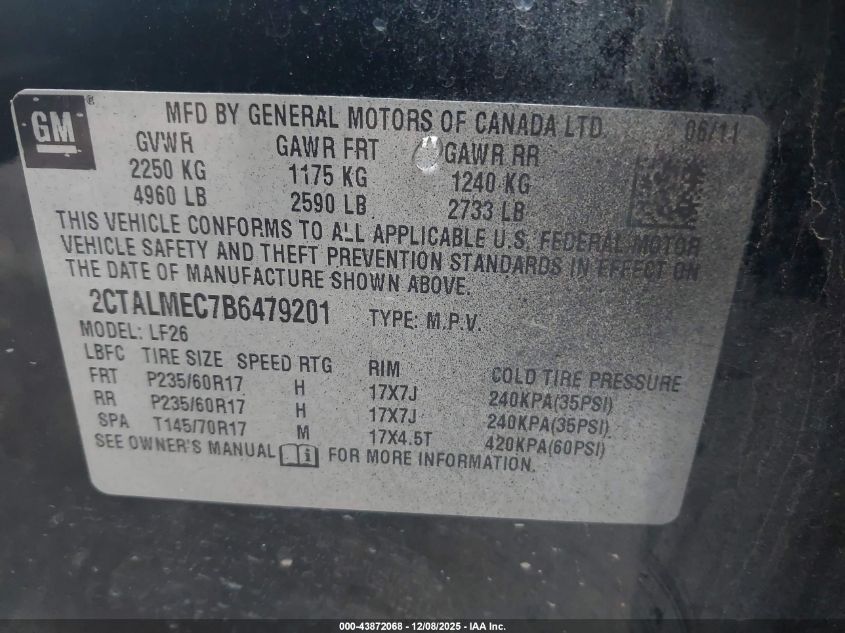 GM ®
MFD BY GENERAL MOTORS OF CANADA LTD. 06/11
GVWR GAWR FRT GAWR RR
2250 KG 1175 KG 1240 KG
4960 LB 2590 LB 2733 LB
THIS VEHICLE CONFORMS TO ALL APPLICABLE U.S. FEDERAL MOTOR
VEHICLE SAFETY AND THEFT PREVENTION STANDARDS IN EFFECT ON
THE DATE OF MANUFACTURE SHOWN ABOVE.
2CTALMEC7B6479201 TYPE: M.P.V.
MODEL: LF26
LBFC TIRE SIZE SPEED RTG RIM COLD TIRE PRESSURE
FRT P235/60R17 H 17X7J 240KPA(35PSI)
RR P235/60R17 H 17X7J 240KPA(35PSI)
SPA T145/70R17 M 17X4.5T 420KPA(60PSI)
SEE OWNER'S MANUAL i FOR MORE INFORMATION.
000-43872068 - 12/08/2025 - IAA Inc.